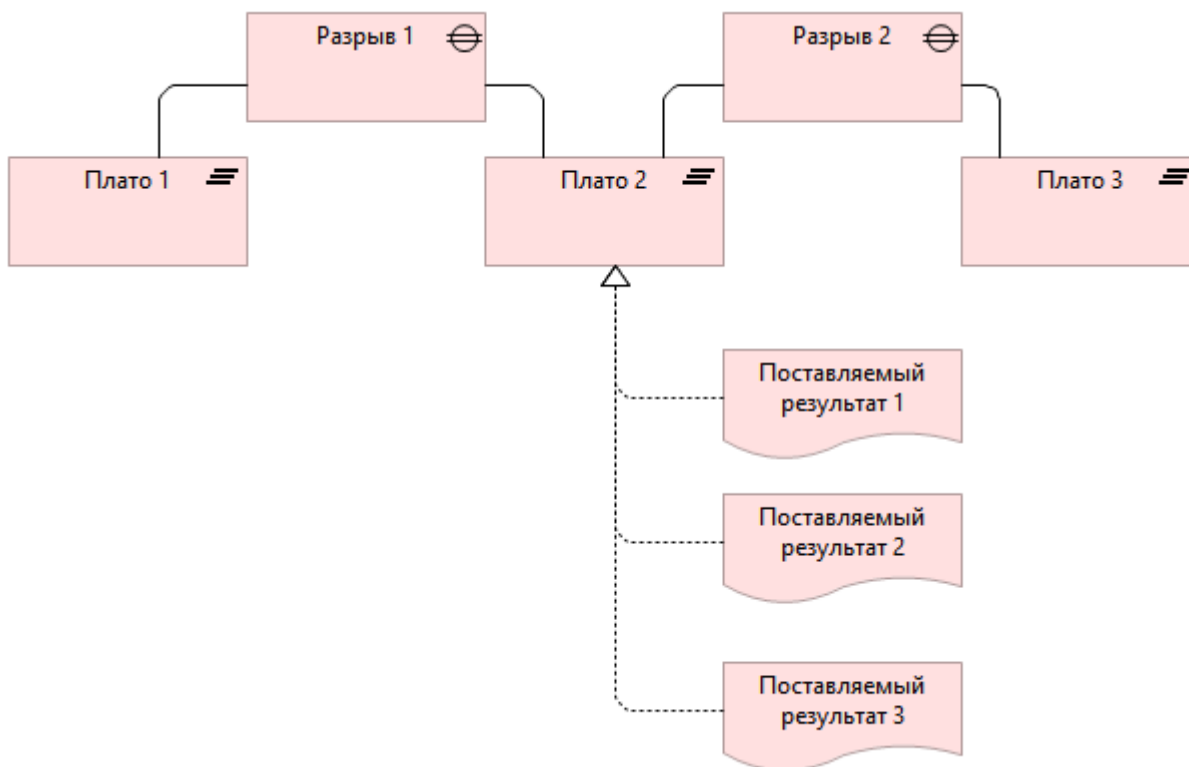 Разрыв 1
Разрыв 2
Плато 1
Плато 2
Плато 3
Поставляемый
результат 1
Поставляемый
результат 2
Поставляемый
результат 3